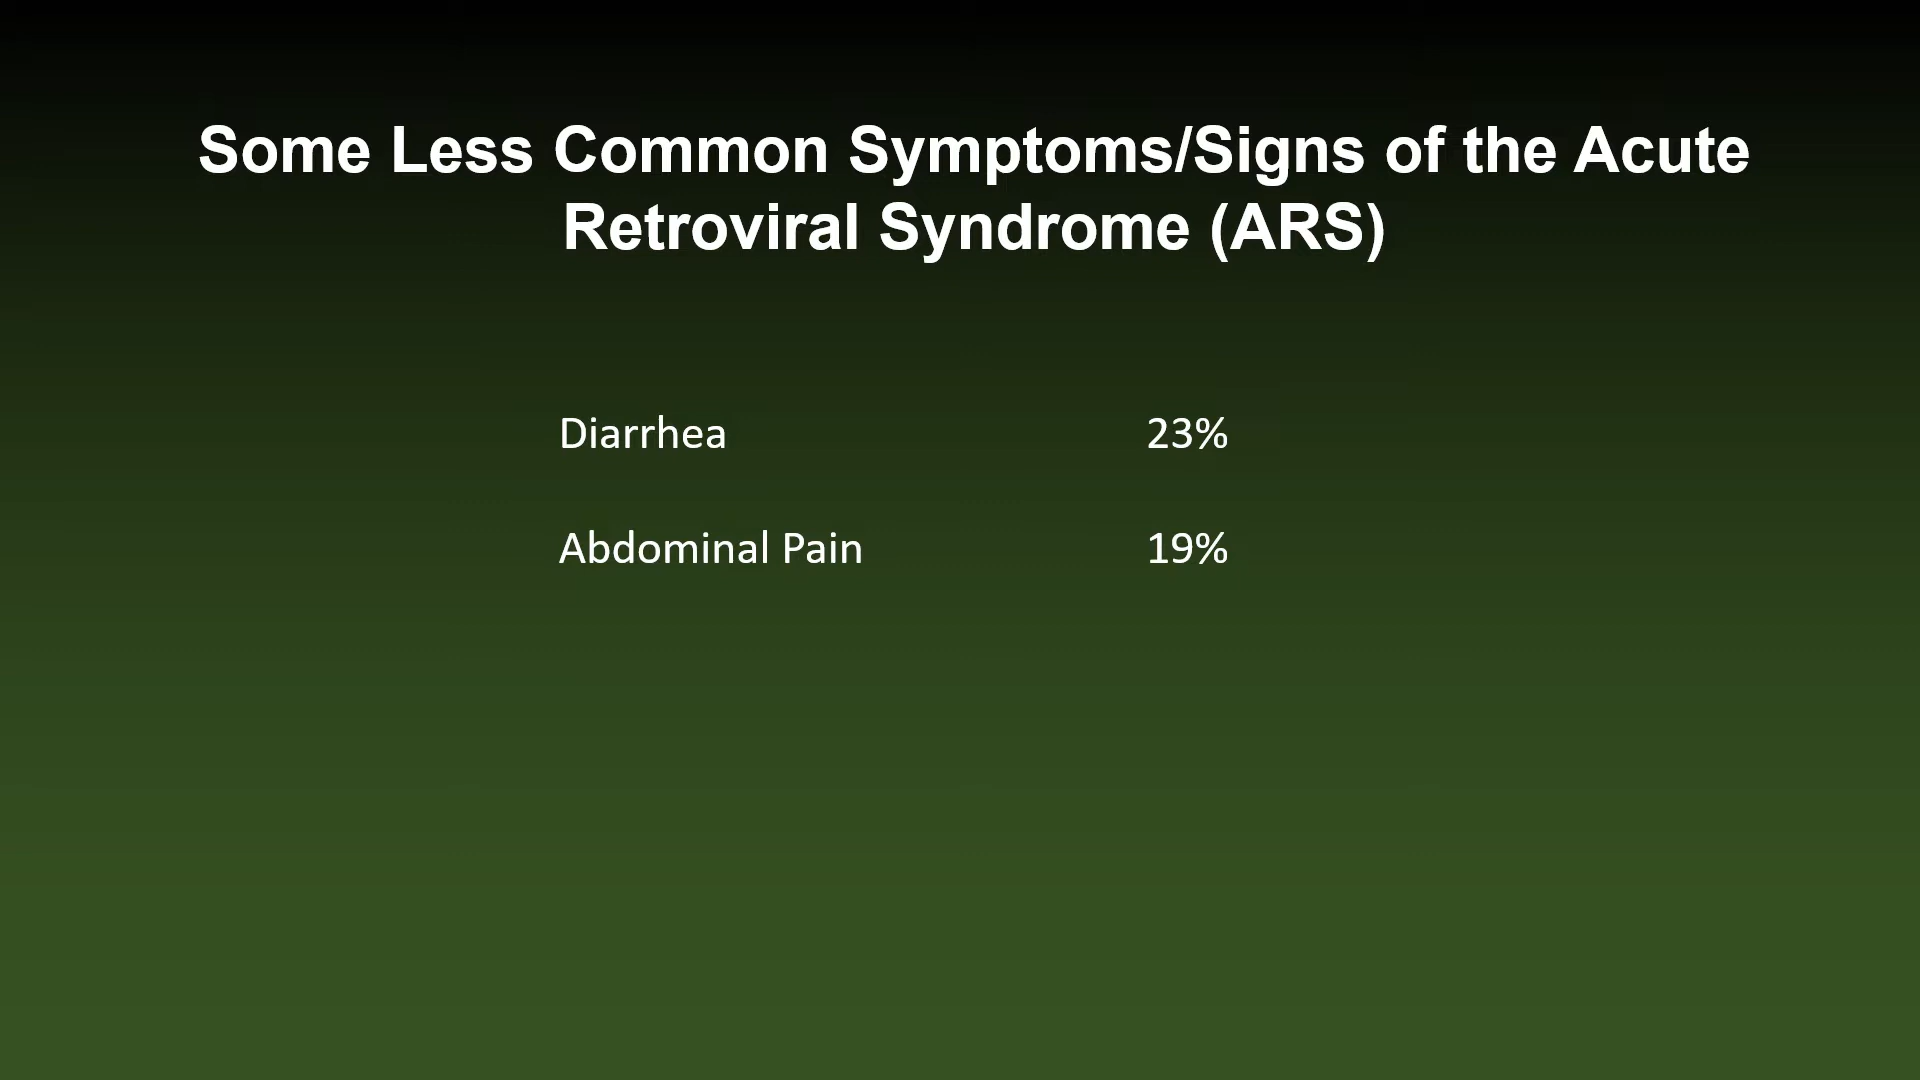 Some Less Common Symptoms/Signs of the Acute
Retroviral Syndrome (ARS)
Diarrhea 23%
Abdominal Pain 19%